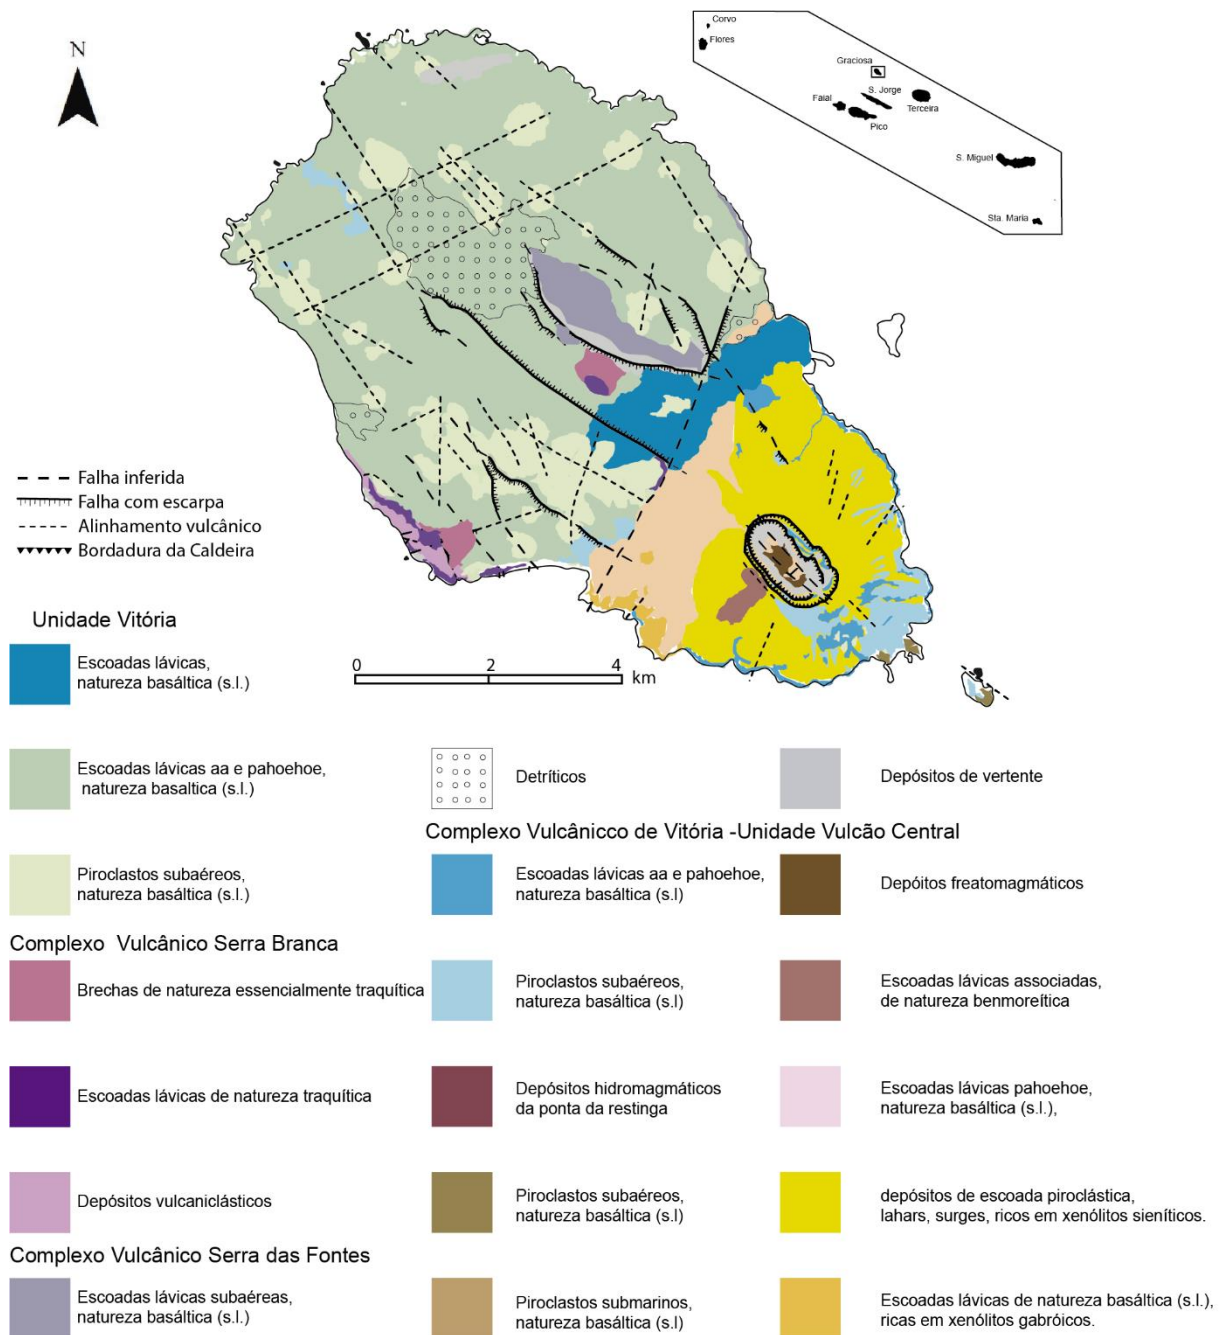 N
Corvo
Flores
Graciosa
S. Jorge
Faial
Terceira
Pico
S. Miguel
Sta. Maria
Falha inferida
Falha com escarpa
Alinhamento vulcânico
Bordadura da Caldeira
0 2 4
km
Unidade Vitória
Escoadas lávicas,
natureza basáltica (s.l.)
Escoadas lávicas aa e pahoehoe,
natureza basaltica (s.l.)
Piroclastos subaéreos,
natureza basáltica (s.l.)
Complexo Vulcânico Serra Branca
Brechas de natureza essencialmente traquítica
Escoadas lávicas de natureza traquítica
Depósitos vulcaniclásticos
Complexo Vulcânico Serra das Fontes
Escoadas lávicas subaéreas,
natureza basáltica (s.l.)
Detríticos
Depósitos de vertente
Complexo Vulcânicco de Vitória -Unidade Vulcão Central
Escoadas lávicas aa e pahoehoe,
natureza basáltica (s.l)
Piroclastos subaéreos,
natureza basáltica (s.l)
Depósitos hidromagmáticos
da ponta da restinga
Piroclastos subaéreos,
natureza basáltica (s.l)
Piroclastos submarinos,
natureza basáltica (s.l)
Depóitos freatomagmáticos
Escoadas lávicas associadas,
de natureza benmoreítica
Escoadas lávicas pahoehoe,
natureza basáltica (s.l.),
depósitos de escoada piroclástica,
lahars, surges, ricos em xenólitos sieníticos.
Escoadas lávicas de natureza basáltica (s.l.),
ricas em xenólitos gabróicos.